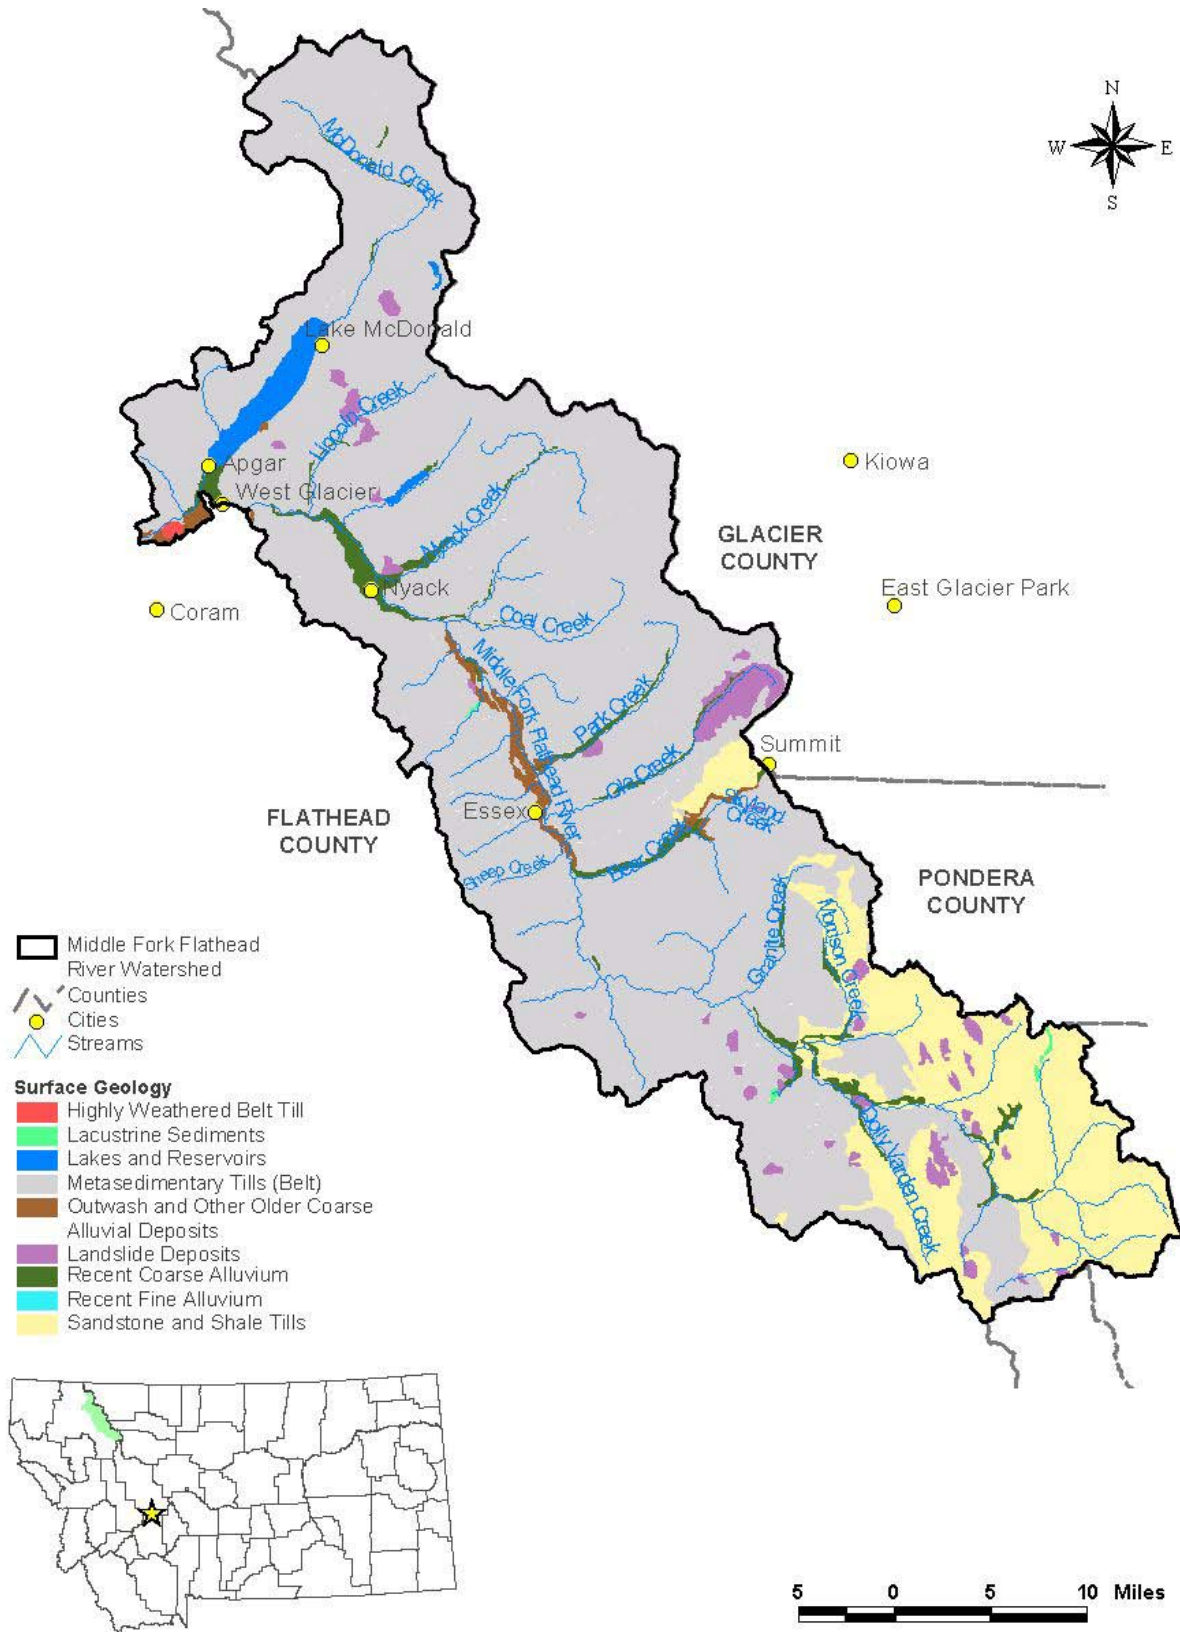 N
W
E
S
McDonald Creek
Lake McDonald
Lincoln Creek
Apgar
West Glacier
Kiowa
Nyack Creek
GLACIER
COUNTY
Nyack
East Glacier Park
Coram
Coal Creek
Middle Fork Flathead River
Park Creek
Summit
Ole Creek
Skyland
Creek
Essex
FLATHEAD
COUNTY
Bear Creek
Sheep Creek
PONDERA
COUNTY
Granite Creek
Morrison Creek
Dolly Varden Creek
Middle Fork Flathead
River Watershed
Counties
Cities
Streams
Surface Geology
Highly Weathered Belt Till
Lacustrine Sediments
Lakes and Reservoirs
Metasedimentary Tills (Belt)
Outwash and Other Older Coarse
Alluvial Deposits
Landslide Deposits
Recent Coarse Alluvium
Recent Fine Alluvium
Sandstone and Shale Tills
5 0 5 10 Miles